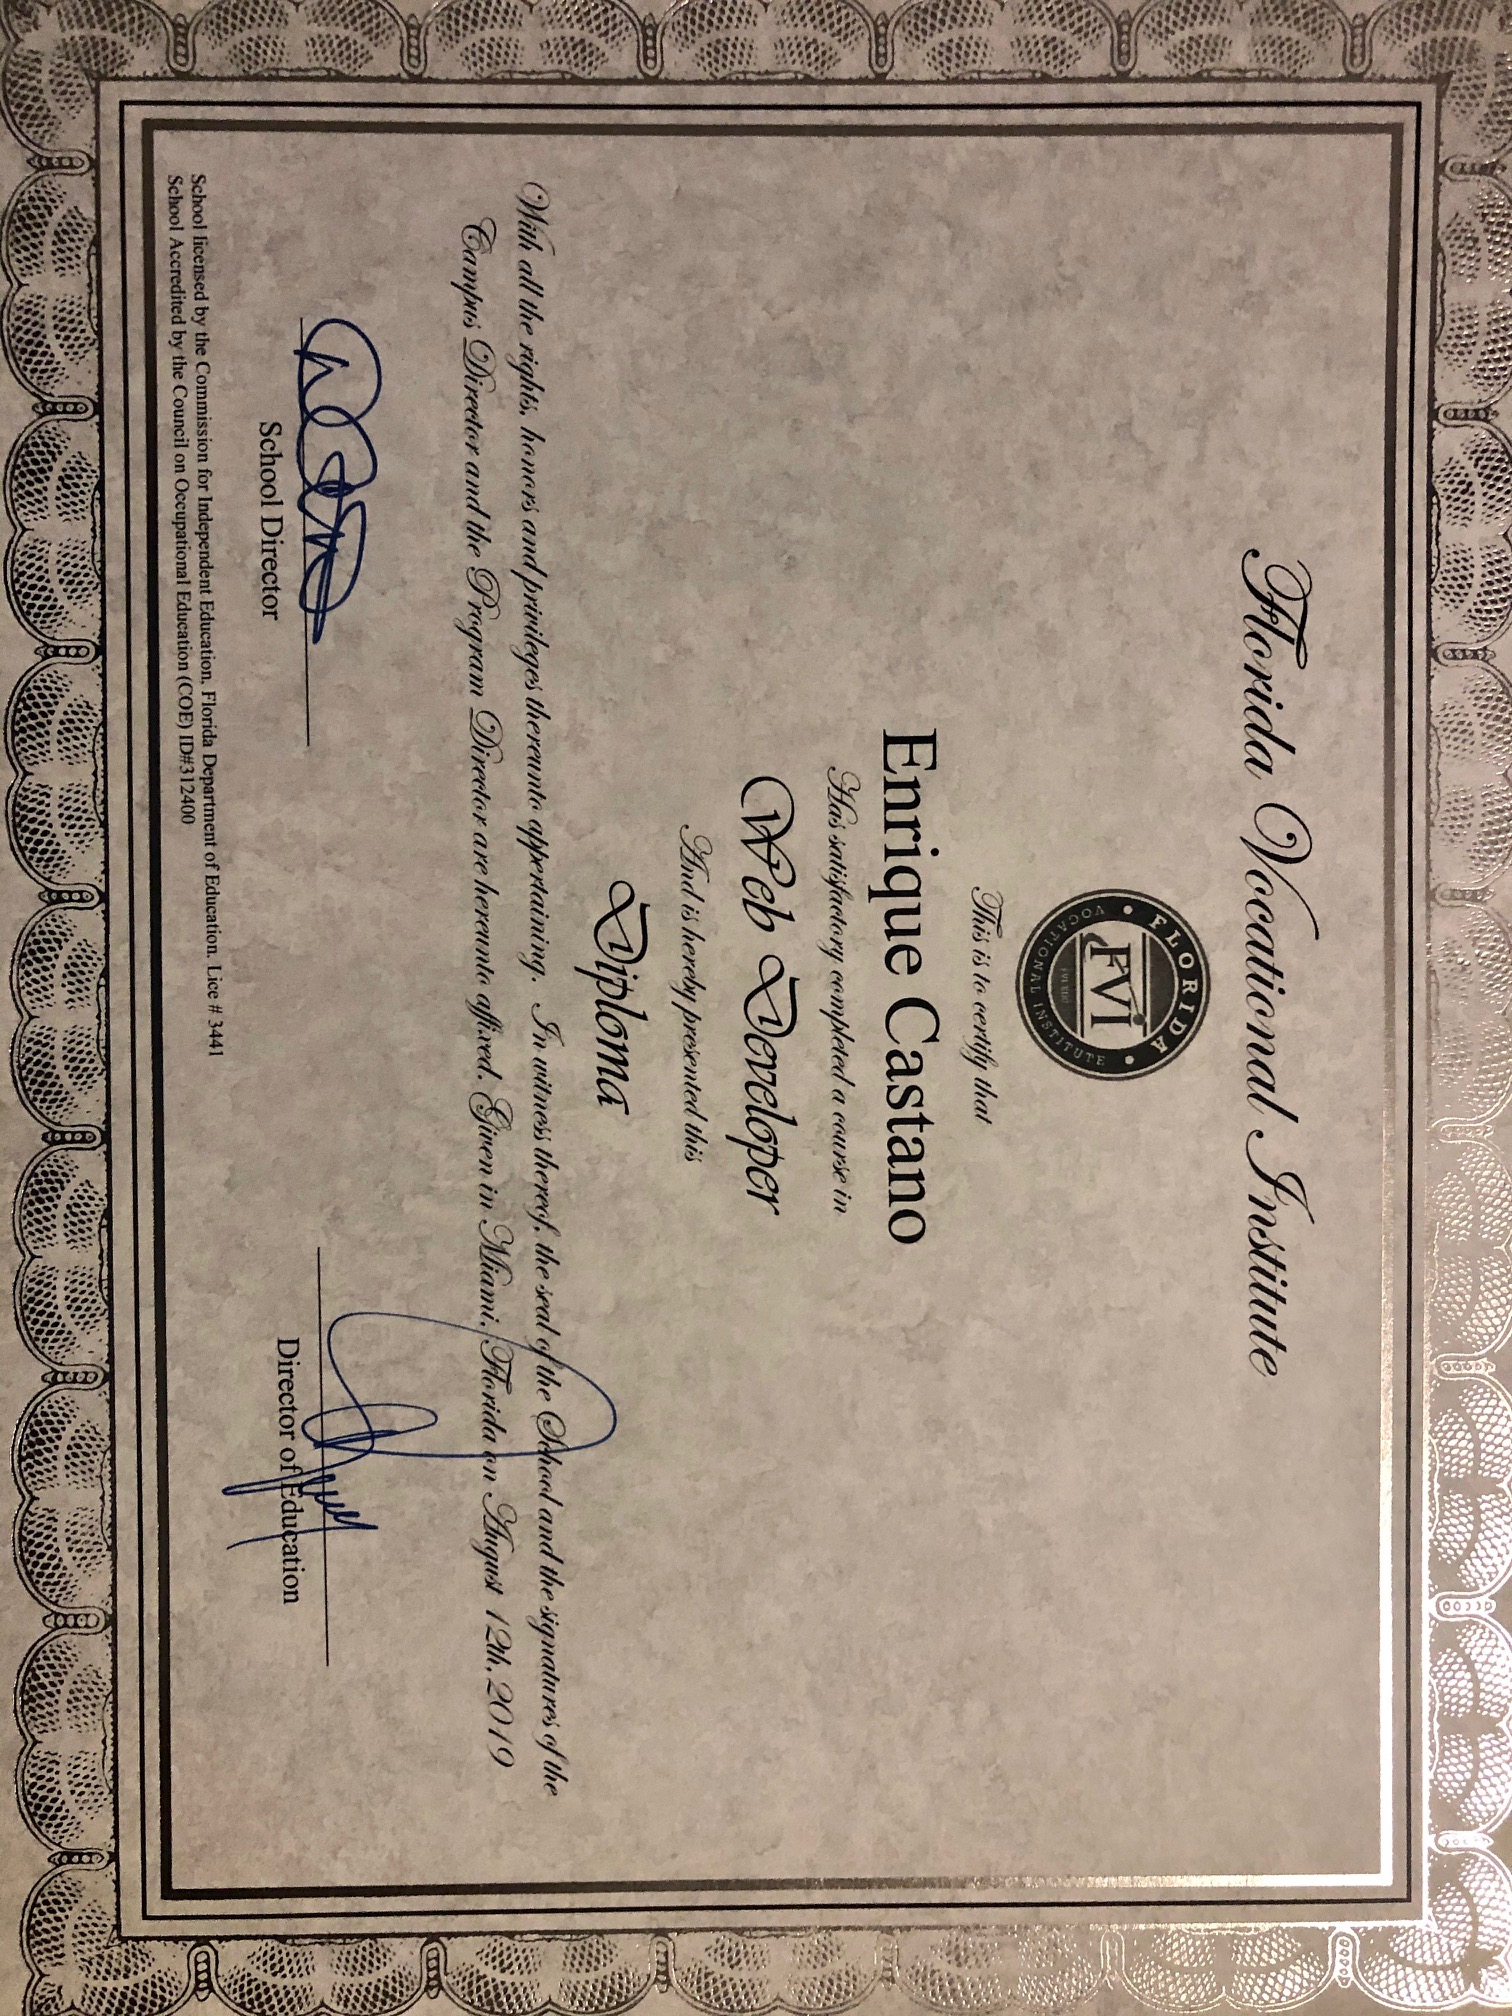 Florida Vocational Institute
FLORIDA
FVI
VOCATIONAL INSTITUTE
This is to certify that
Enrique Castano
Has satisfactory completed a course in
Web Developer
And is hereby presented this
Diploma
With all the rights, honors and privileges thereunto appertaining. In witness thereof, the seal of the School and the signatures of the
Campus Director and the Program Director are hereunto affixed. Given in Miami, Florida on August 12th, 2019
School Director
Director of Education
School licensed by the Commission for Independent Education, Florida Department of Education. Lice # 3441
School Accredited by the Council on Occupational Education (COE) ID#312400